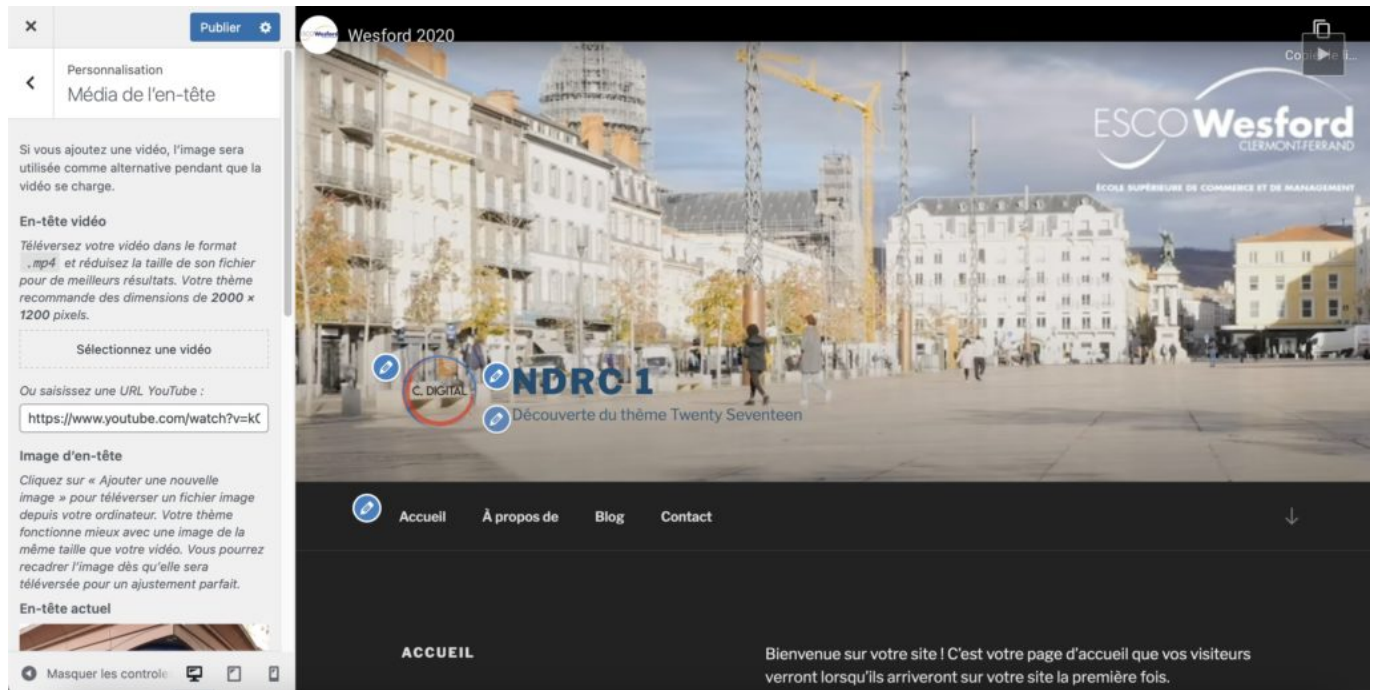 Publier
Personnalisation
Média de l'en-tête
Si vous ajoutez une vidéo, l'image sera
utilisée comme alternative pendant que la
vidéo se charge.
En-tête vidéo
Téléversez votre vidéo dans le format
.mp4 et réduisez la taille de son fichier
pour de meilleurs résultats. Votre thème
recommande des dimensions de 2000 ×
1200 pixels.
Sélectionnez une vidéo
Ou saisissez une URL YouTube :
https://www.youtube.com/watch?v=k
Image d'en-tête
Cliquez sur « Ajouter une nouvelle
image » pour téléverser un fichier image
depuis votre ordinateur. Votre thème
fonctionne mieux avec une image de la
même taille que votre vidéo. Vous pourrez
recadrer l'image dès qu'elle sera
téléversée pour un ajustement parfait.
En-tête actuel
Masquer les contrôle
Wesford 2020
ESCO Wesford
CLERMONT-FERRAND
ÉCOLE SUPÉRIEURE DE COMMERCE ET DE MANAGEMENT
C. DIGITAL
NDRC 1
Découverte du thème Twenty Seventeen
Accueil À propos de Blog Contact
ACCUEIL
Bienvenue sur votre site ! C'est votre page d'accueil que vos visiteurs
verront lorsqu'ils arriveront sur votre site la première fois.